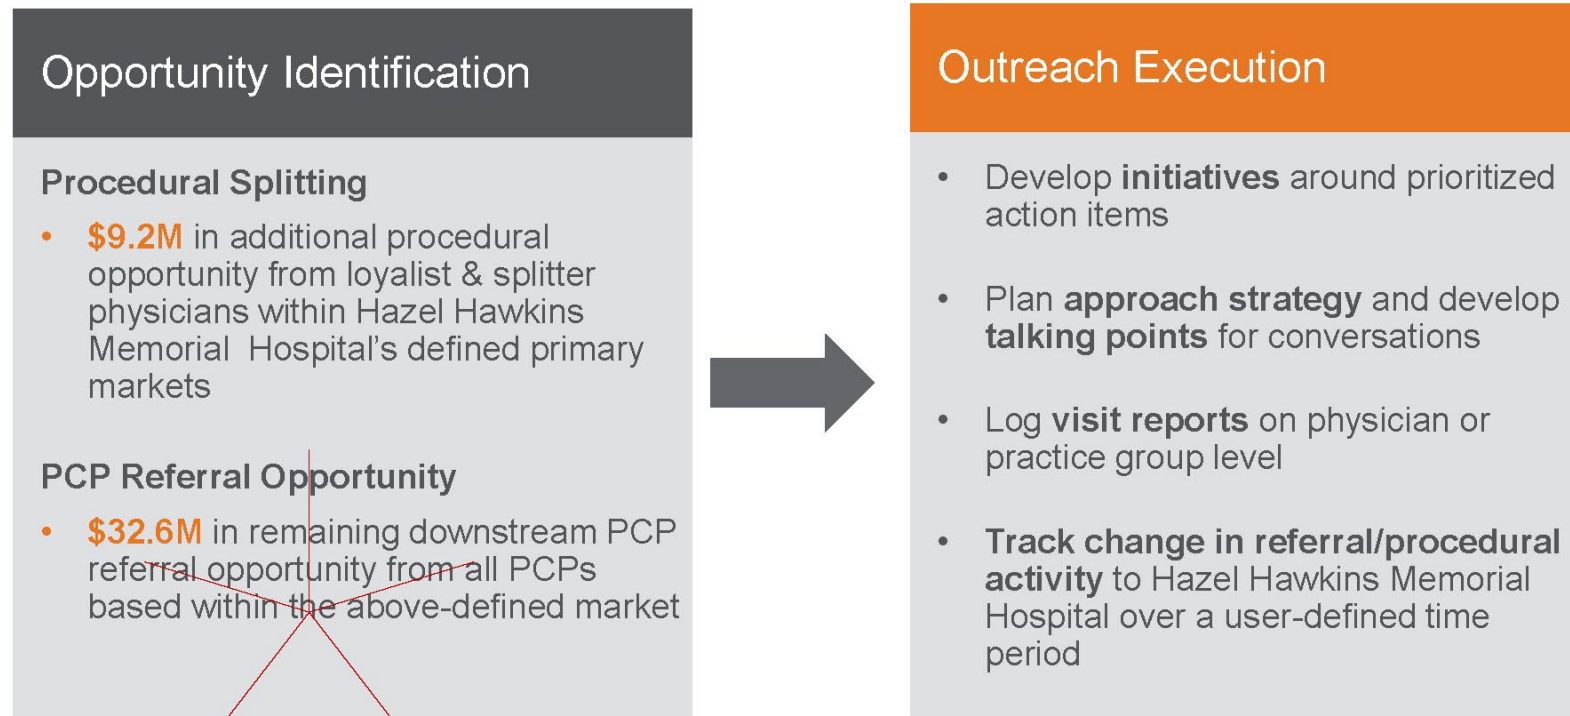 Opportunity Identification
Procedural Splitting
• $9.2M in additional procedural
opportunity from loyalist & splitter
physicians within Hazel Hawkins
Memorial  Hospital's defined primary
markets
PCP Referral Opportunity
• $32.6M in remaining downstream PCP
referral opportunity from all PCPs
based within the above-defined market
Outreach Execution
• Develop initiatives around prioritized
action items
• Plan approach strategy and develop
talking points for conversations
• Log visit reports on physician or
practice group level
• Track change in referral/procedural
activity to Hazel Hawkins Memorial
Hospital over a user-defined time
period